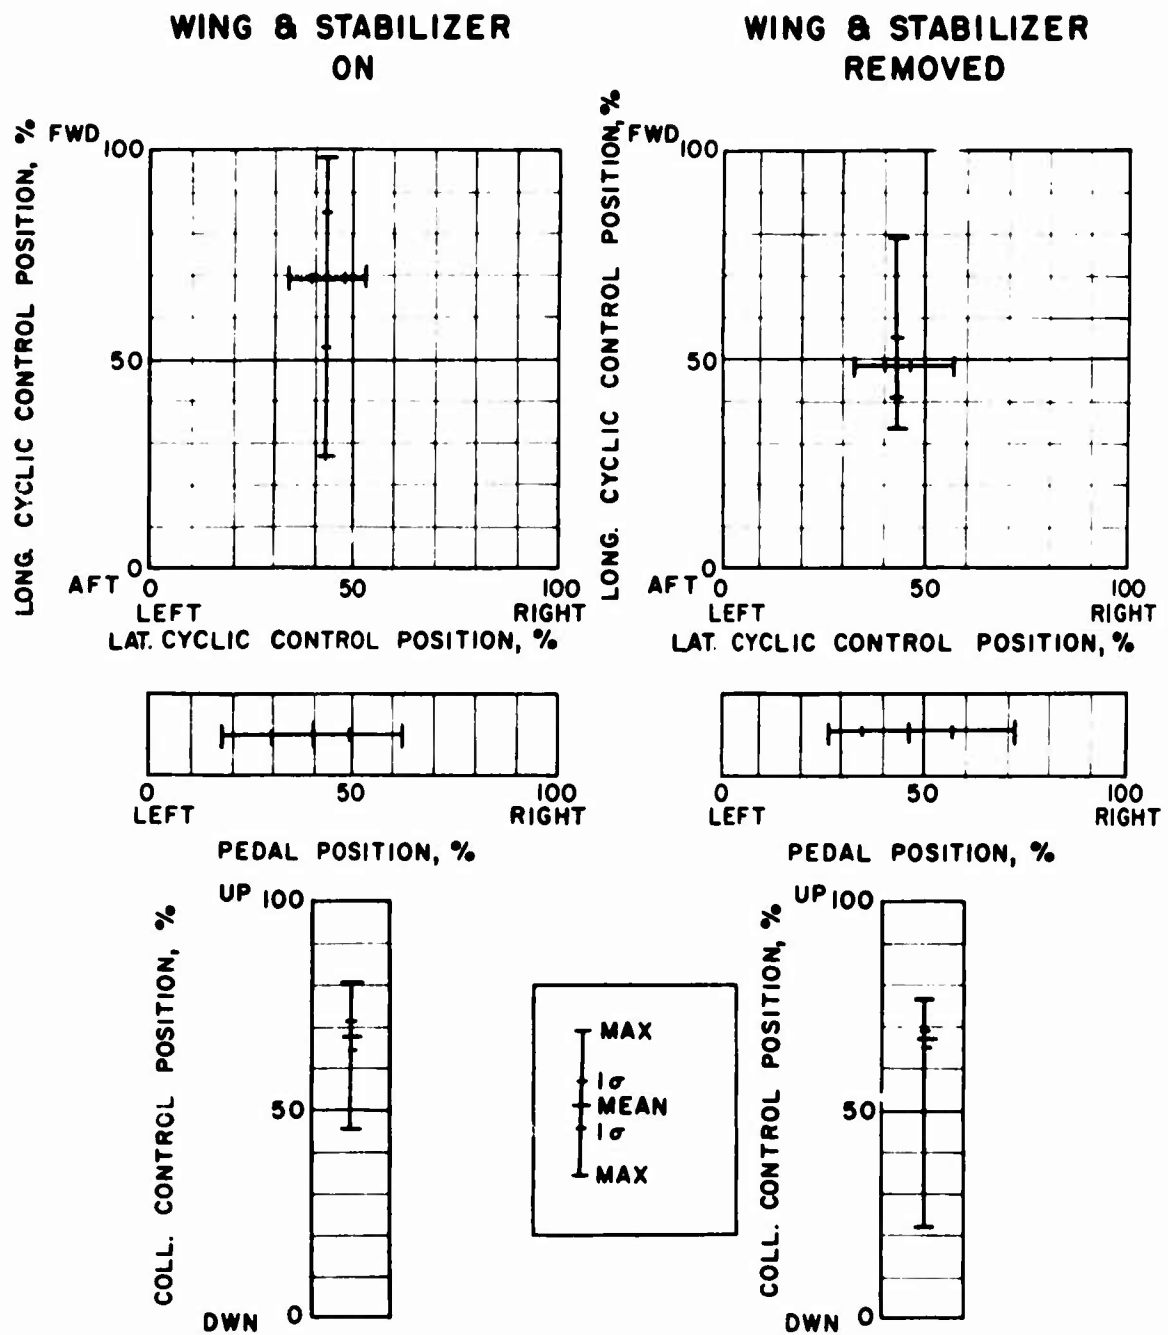 WING & STABILIZER
ON
LONG. CYCLIC CONTROL POSITION, %
FWD 100
50
0
AFT 0 50 100
LEFT RIGHT
LAT. CYCLIC CONTROL POSITION, %
0 50 100
LEFT RIGHT
PEDAL POSITION, %
COLL. CONTROL POSITION, %
UP 100
50
DWN 0
WING & STABILIZER
REMOVED
LONG. CYCLIC CONTROL POSITION, %
FWD 100
50
0
AFT 0 50 100
LEFT RIGHT
LAT. CYCLIC CONTROL POSITION, %
0 50 100
LEFT RIGHT
PEDAL POSITION, %
COLL. CONTROL POSITION, %
UP 100
50
DWN 0
MAX
1σ
MEAN
1σ
MAX